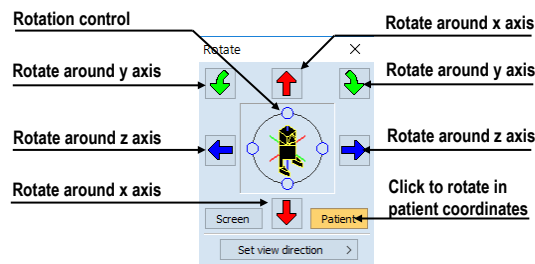 Rotation control
Rotate around x axis
Rotate
Rotate around y axis
Rotate around y axis
Rotate around z axis
Rotate around z axis
Rotate around x axis
Click to rotate in
patient coordinates
Screen
Patient
Set view direction >